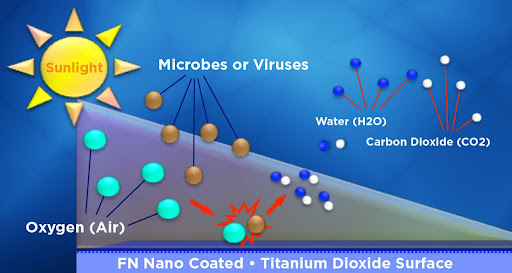 Sunlight
Microbes or Viruses
Water (H2O)
Carbon Dioxide (CO2)
Oxygen (Air)
FN Nano Coated • Titanium Dioxide Surface